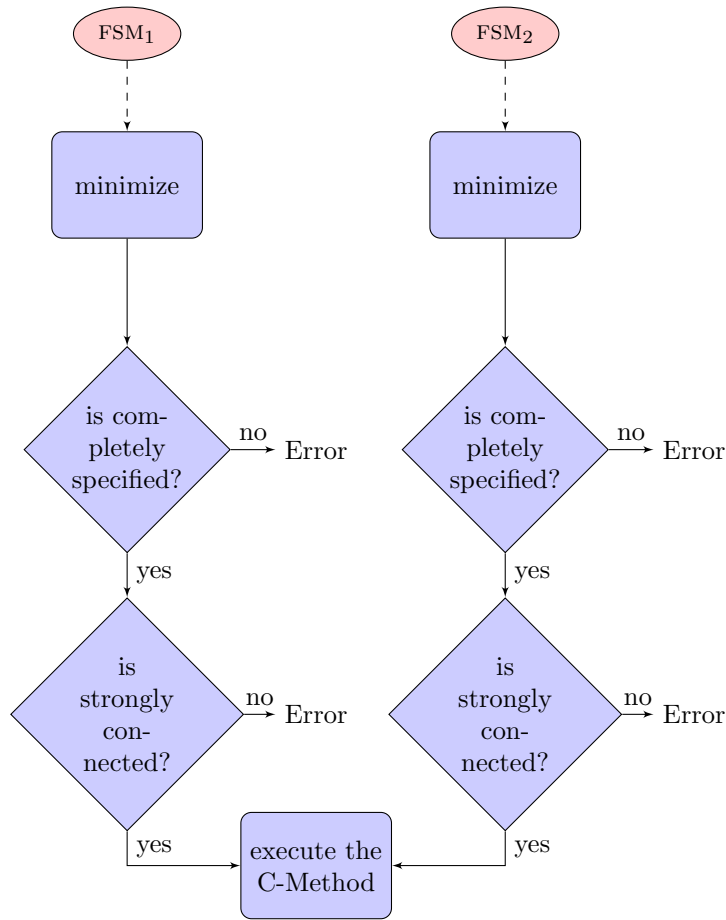 FSM1
FSM2
minimize
minimize
is com-
pletely
specified?
no
Error
is com-
pletely
specified?
no
Error
yes
yes
is
strongly
con-
nected?
no
Error
is
strongly
con-
nected?
no
Error
yes
execute the
C-Method
yes